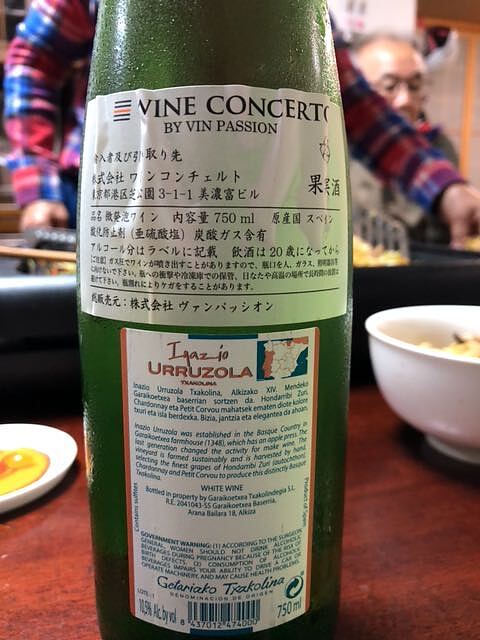 VINE CONCERTO
BY VIN PASSION
輸入者及び引取り先
株式会社 ヴァンコンチェルト
東京都港区芝公園3-1-1 美濃富ビル
果実酒
品名 微発泡ワイン 内容量 750 ml 原産国 スペイン
酸化防止剤(亜硫酸塩) 炭酸ガス含有
アルコール分はラベルに記載 飲酒は20歳になってから
総販売元:株式会社 ヴァンパッシオン
Inazio
URRUZOLA
TXAKOLINA
Inazio Urruzola Txakolina, Alkizako XIV. Mendeko
Garaikoetxea baserrian sortzen da. Hondarribi Zuri,
Chardonnay eta Petit Corvou mahatsek ematen diote kolore
txuri eta isla berdexka. Bizia, jantzia eta elegantea da ahoan.
Inazio Urruzola was established in the Basque Country in
Garaikoetxea farmhouse (1348), which has an apple press. The
last generation changed the activity for make wine. The
vineyard is farmed sustainably and is harvested by hand,
selecting the finest grapes of Hondarribi Zuri (autochthon),
Chardonnay and Petit Corvou to produce this distinctly Basque
Txakolina.
WHITE WINE
Bottled in property by Garaikoetxea Txakolindegia S.L.
R.E. 2041043-SS Garaikoetxea Baserria,
Arana Bailara 18, Alkiza
Contains sulfites
Product of Spain
GOVERNMENT WARNING: (1) ACCORDING TO THE SURGEON
GENERAL, WOMEN SHOULD NOT DRINK ALCOHOLIC
BEVERAGES DURING PREGNANCY BECAUSE OF THE RISK OF
BIRTH DEFECTS. (2) CONSUMPTION OF ALCOHOLIC
BEVERAGES IMPAIRS YOUR ABILITY TO DRIVE A CAR OR
OPERATE MACHINERY, AND MAY CAUSE HEALTH PROBLEMS.
Getariako Txakolina
DENOMINACIÓN DE ORIGEN
LOTE: 1
10,5% Alc. by vol
8 437012 474000
750 ml